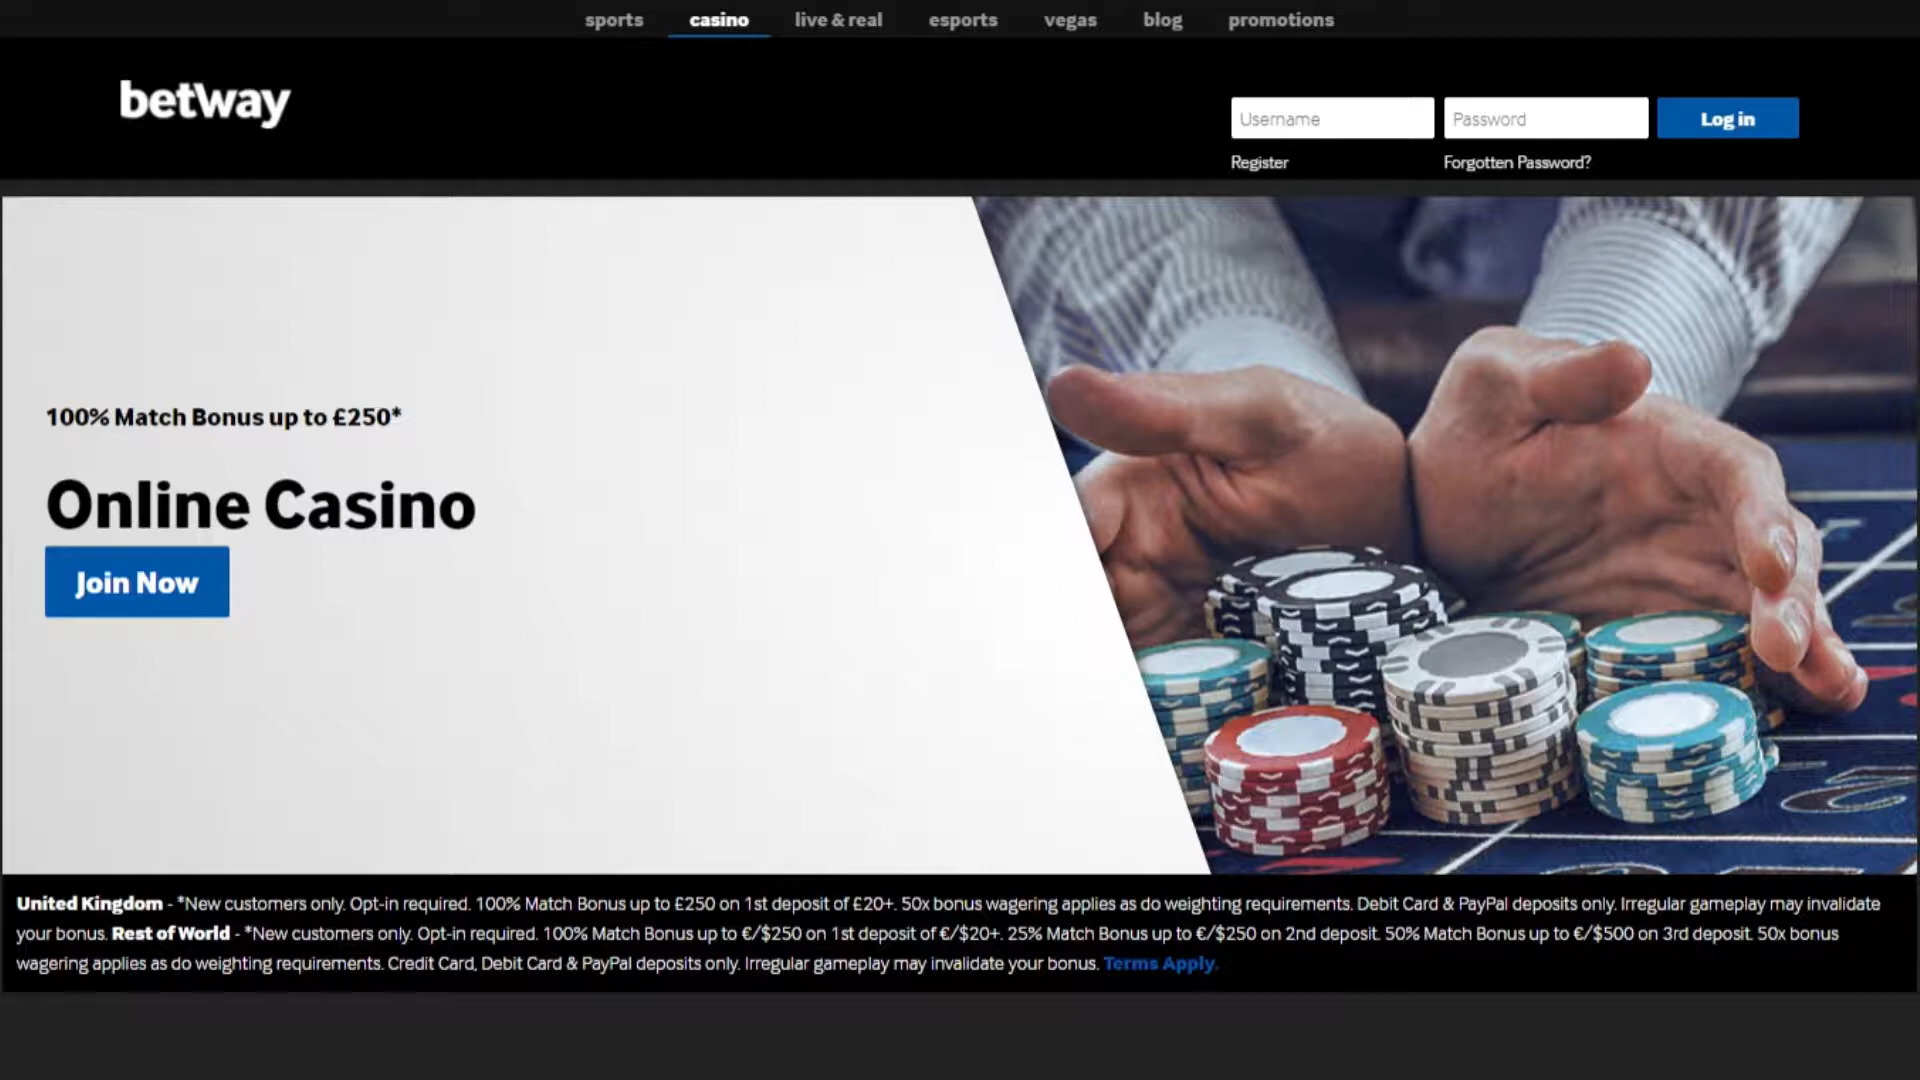 sports casino live & real esports vegas blog promotions
betway
Username Password Log in
Register Forgotten Password?
100% Match Bonus up to £250*
Online Casino
Join Now
United Kingdom - *New customers only. Opt-in required. 100% Match Bonus up to £250 on 1st deposit of £20+. 50x bonus wagering applies as do weighting requirements. Debit Card & PayPal deposits only. Irregular gameplay may invalidate
your bonus. Rest of World - *New customers only. Opt-in required. 100% Match Bonus up to €/$250 on 1st deposit of €/$20+. 25% Match Bonus up to €/$250 on 2nd deposit. 50% Match Bonus up to €/$500 on 3rd deposit. 50x bonus
wagering applies as do weighting requirements. Credit Card, Debit Card & PayPal deposits only. Irregular gameplay may invalidate your bonus. Terms Apply.